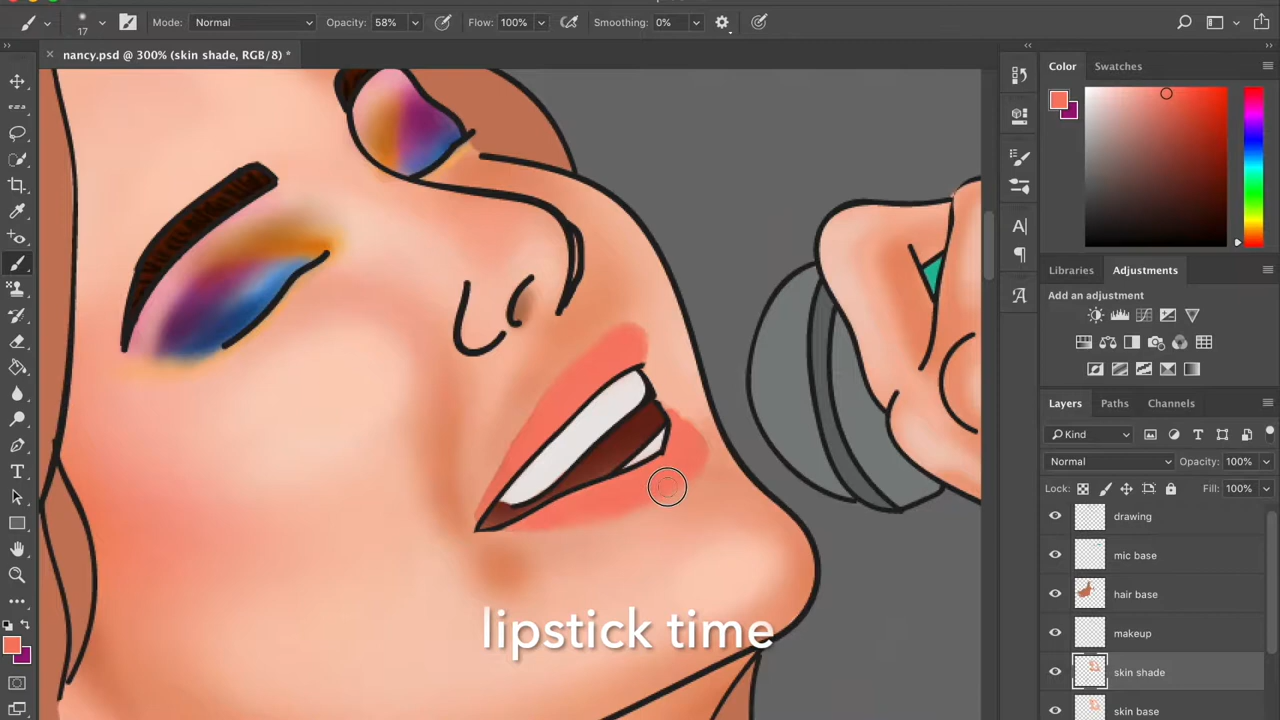 Mode: Normal Opacity: 58% Flow: 100% Smoothing: 0%
17
nancy.psd @ 300% (skin shade, RGB/8) *
Color Swatches
Libraries Adjustments
Add an adjustment
Layers Paths Channels
Kind
Normal Opacity: 100%
Lock: Fill: 100%
drawing
mic base
hair base
makeup
skin shade
skin base
lipstick time